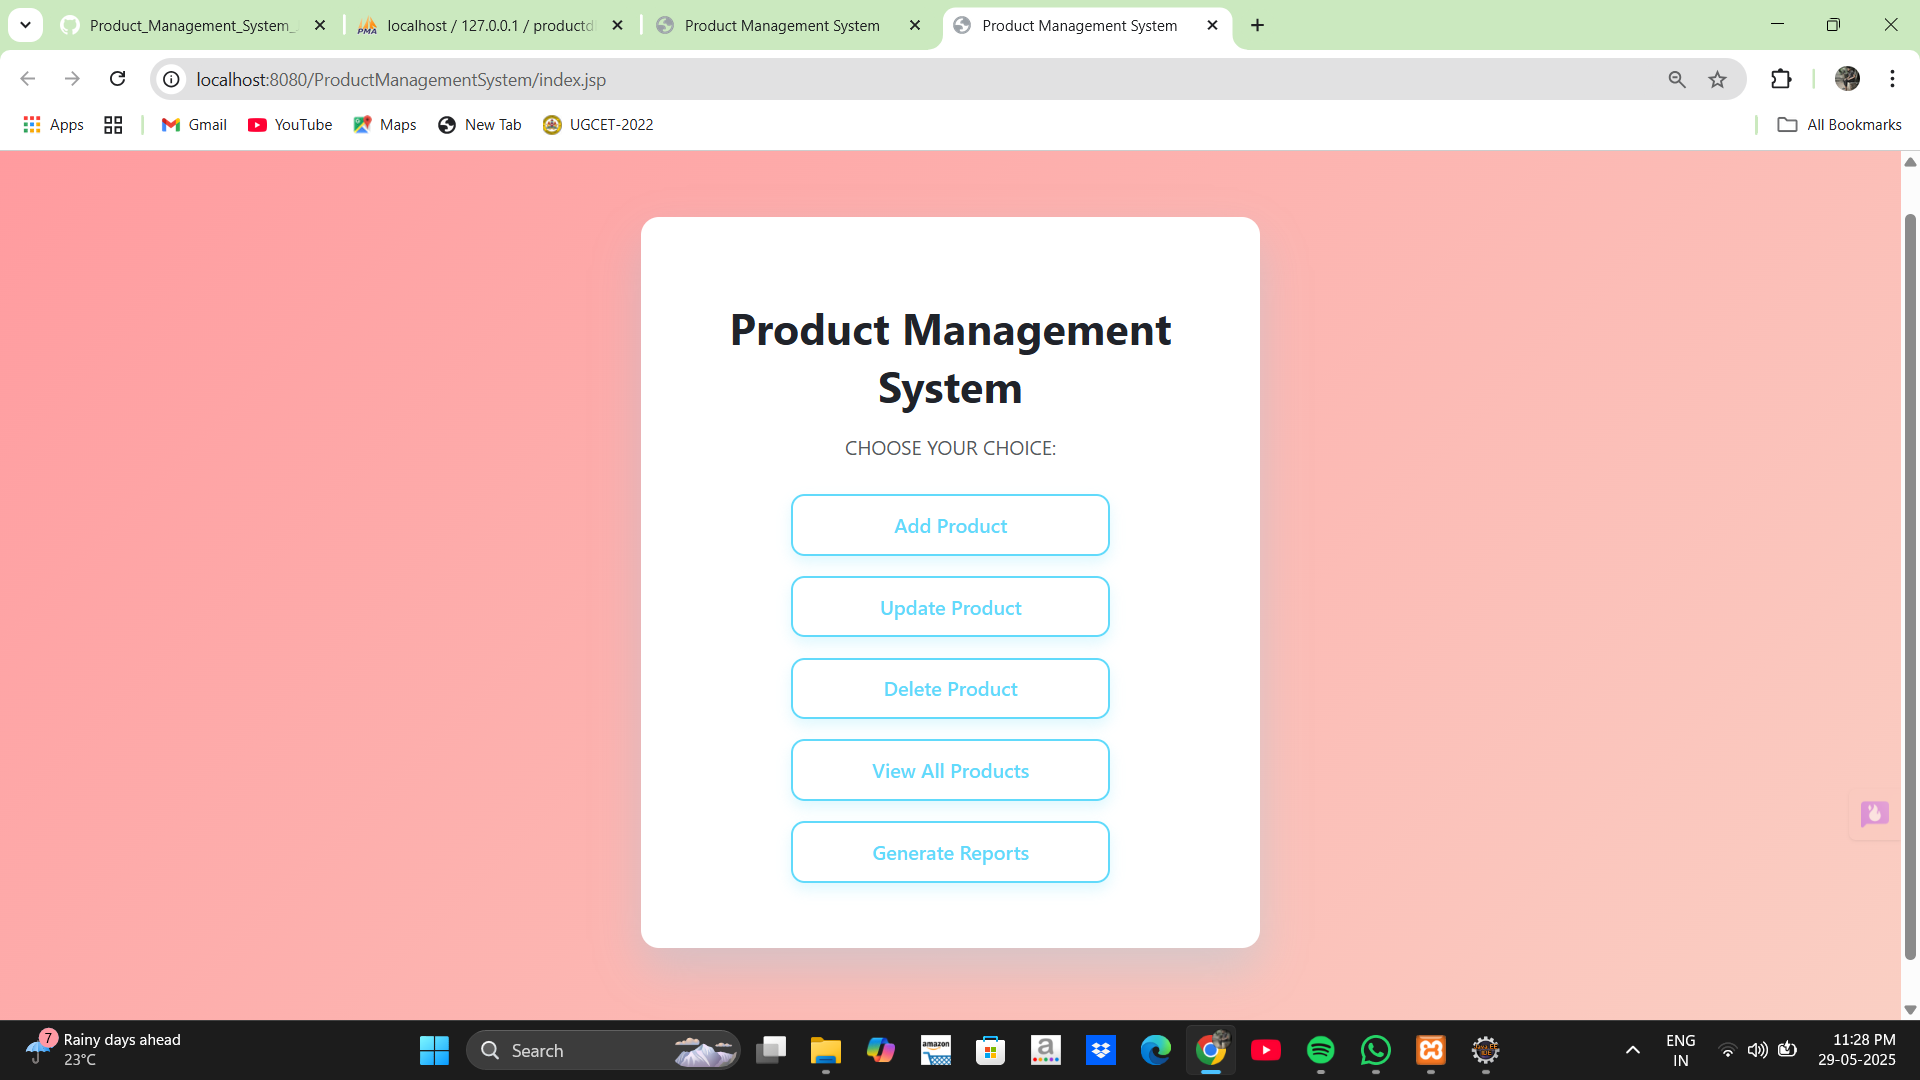 Product_Management_System_
localhost / 127.0.0.1 / productd
Product Management System
Product Management System
localhost:8080/ProductManagementSystem/index.jsp
Apps
Gmail
YouTube
Maps
New Tab
UGCET-2022
All Bookmarks
Product Management
System
CHOOSE YOUR CHOICE:
Add Product
Update Product
Delete Product
View All Products
Generate Reports
7
Rainy days ahead
23°C
Search
amazon
a
ENG
IN
11:28 PM
29-05-2025